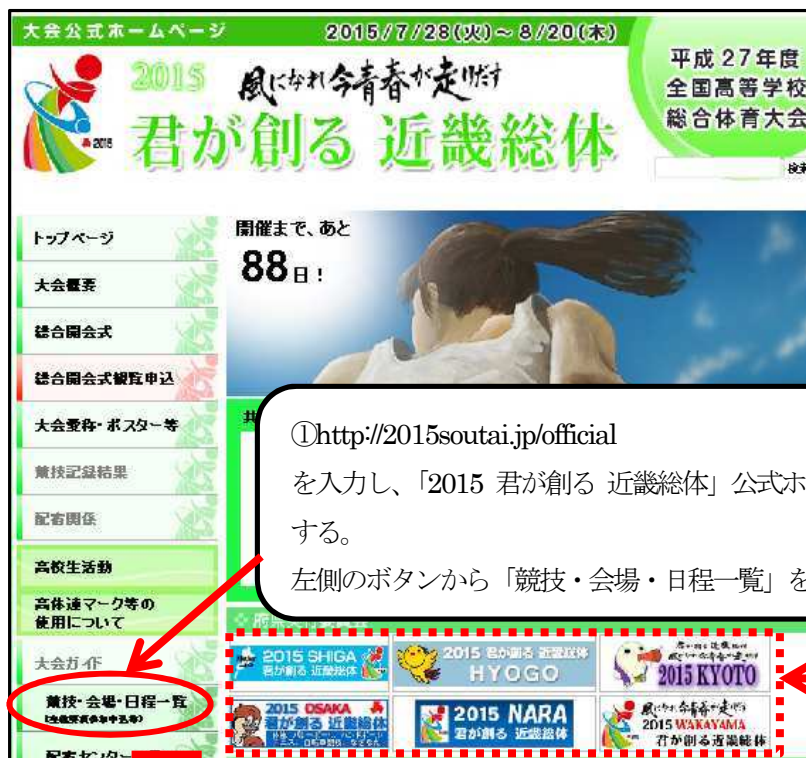 大会公式ホームページ
2015/7/28(火)～8/20(木)
平成27年度
全国高等学校
総合体育大会
2015
風になれ今青春が走りだす
君が創る 近畿総体
2015
トップページ
大会概要
総合開会式
総合開会式観覧申込
大会愛称・ポスター等
競技記録結果
配宿関係
高校生活動
高体連マーク等の
使用について
大会ガイド
競技・会場・日程一覧
配宿センター
開催まで、あと
88日!
①http://2015soutai.jp/official
を入力し、「2015 君が創る 近畿総体」公式ホ
する。
左側のボタンから「競技・会場・日程一覧」を
2015 SHIGA
君が創る 近畿総体
2015 君が創る 近畿総体
HYOGO
2015 KYOTO
2015 OSAKA
君が創る 近畿総体
2015 NARA
君が創る 近畿総体
風になれ今青春が走りだす
2015 WAKAYAMA
君が創る近畿総体